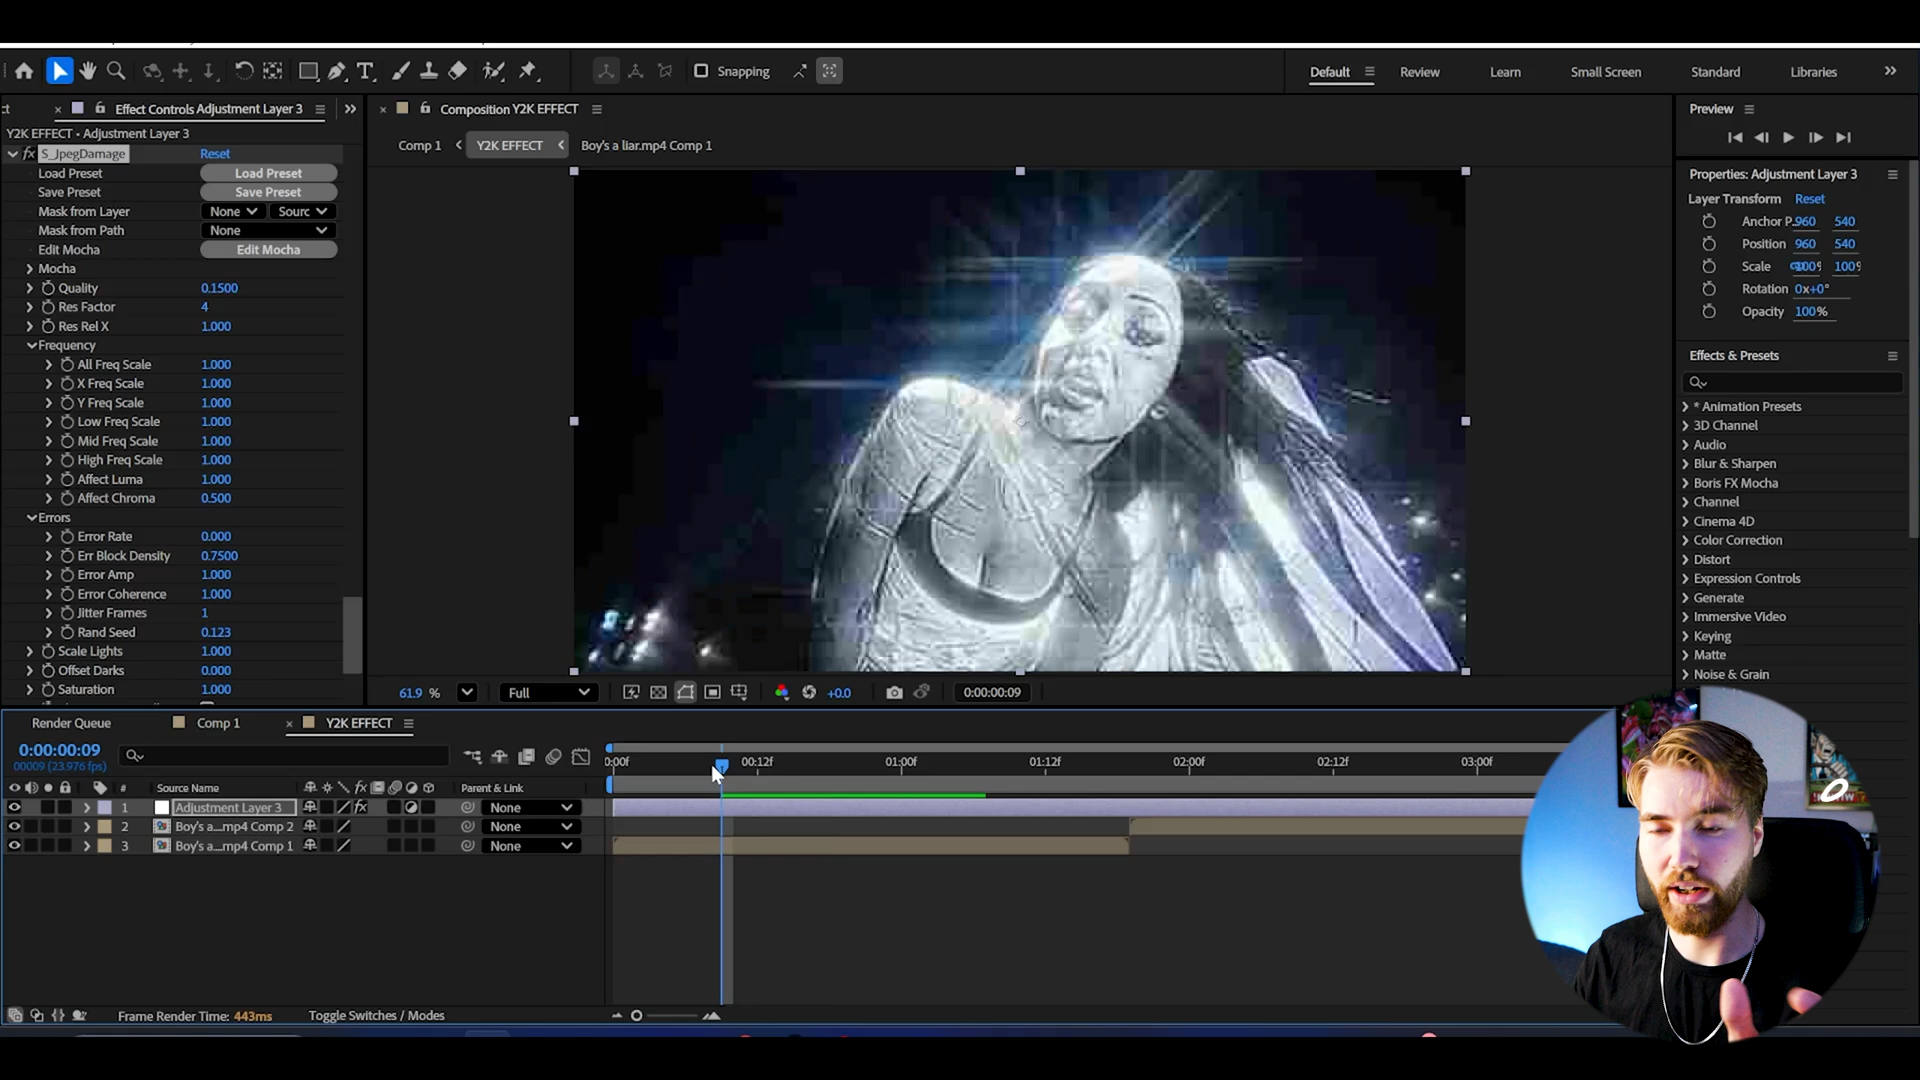 Snapping
Default
Review
Learn
Small Screen
Standard
Libraries
Effect Controls Adjustment Layer 3
Composition Y2K EFFECT
Y2K EFFECT • Adjustment Layer 3
Comp 1
Y2K EFFECT
Boy's a liar.mp4 Comp 1
fx S_JpegDamage Reset
Load Preset Load Preset
Save Preset Save Preset
Mask from Layer None Sourc
Mask from Path None
Edit Mocha Edit Mocha
Mocha
Quality 0.1500
Res Factor 4
Res Rel X 1.000
Frequency
All Freq Scale 1.000
X Freq Scale 1.000
Y Freq Scale 1.000
Low Freq Scale 1.000
Mid Freq Scale 1.000
High Freq Scale 1.000
Affect Luma 1.000
Affect Chroma 0.500
Errors
Error Rate 0.000
Err Block Density 0.7500
Error Amp 1.000
Error Coherence 1.000
Jitter Frames 1
Rand Seed 0.123
Scale Lights 1.000
Offset Darks 0.000
Saturation 1.000
61.9 %
Full
+0.0
0:00:00:09
Preview
Properties: Adjustment Layer 3
Layer Transform Reset
Anchor P... 960 540
Position 960 540
Scale 100% 100%
Rotation 0x+0°
Opacity 100%
Effects & Presets
* Animation Presets
3D Channel
Audio
Blur & Sharpen
Boris FX Mocha
Channel
Cinema 4D
Color Correction
Distort
Expression Controls
Generate
Immersive Video
Keying
Matte
Noise & Grain
Render Queue
Comp 1
Y2K EFFECT
0:00:00:09
00009 (23.976 fps)
0:00f 00:12f 01:00f 01:12f 02:00f 02:12f 03:00f
# Source Name fx Parent & Link
1 Adjustment Layer 3 fx None
2 Boy's a...mp4 Comp 2 None
3 Boy's a...mp4 Comp 1 None
Frame Render Time: 443ms
Toggle Switches / Modes